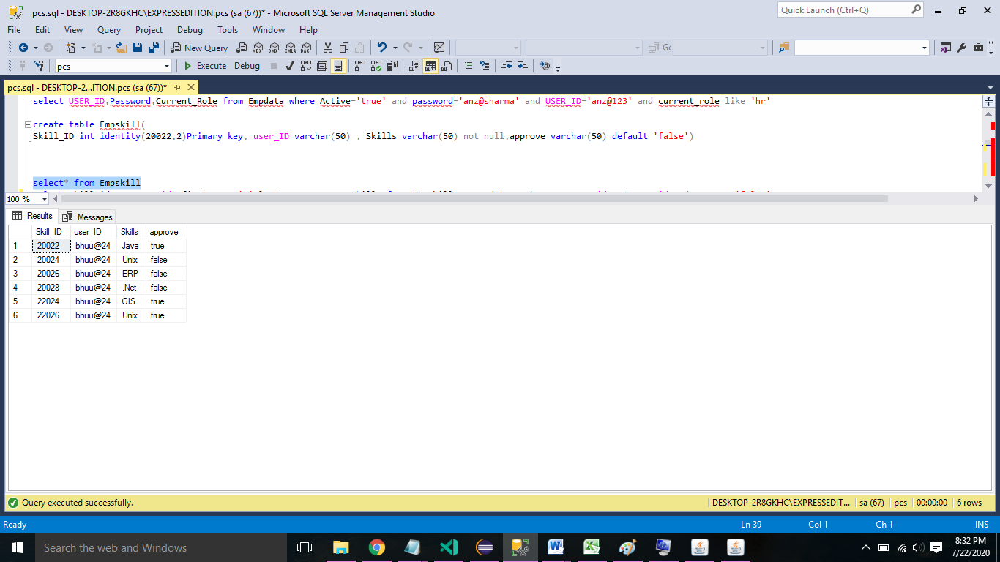 pcs.sql - DESKTOP-2R8GKHC\EXPRESSEDITION.pcs (sa (67))* - Microsoft SQL Server Management Studio
Quick Launch (Ctrl+Q)
File Edit View Query Project Debug Tools Window Help
New Query MDX DMX XMLA DAX Ge
pcs Execute Debug
pcs.sql - DESKTOP-2...ITION.pcs (sa (67))*
select USER_ID,Password,Current_Role from Empdata where Active='true' and password='anz@sharma' and USER_ID='anz@123' and current_role like 'hr'
create table Empskill(
Skill_ID int identity(20022,2)Primary key, user_ID varchar(50) , Skills varchar(50) not null,approve varchar(50) default 'false')
select* from Empskill
100 %
Results Messages
Skill_ID user_ID Skills approve
1 20022 bhuu@24 Java true
2 20024 bhuu@24 Unix false
3 20026 bhuu@24 ERP false
4 20028 bhuu@24 .Net false
5 22024 bhuu@24 GIS true
6 22026 bhuu@24 Unix true
Query executed successfully. DESKTOP-2R8GKHC\EXPRESSEDIT... sa (67) pcs 00:00:00 6 rows
Ready Ln 39 Col 1 Ch 1 INS
Search the web and Windows
8:32 PM
7/22/2020